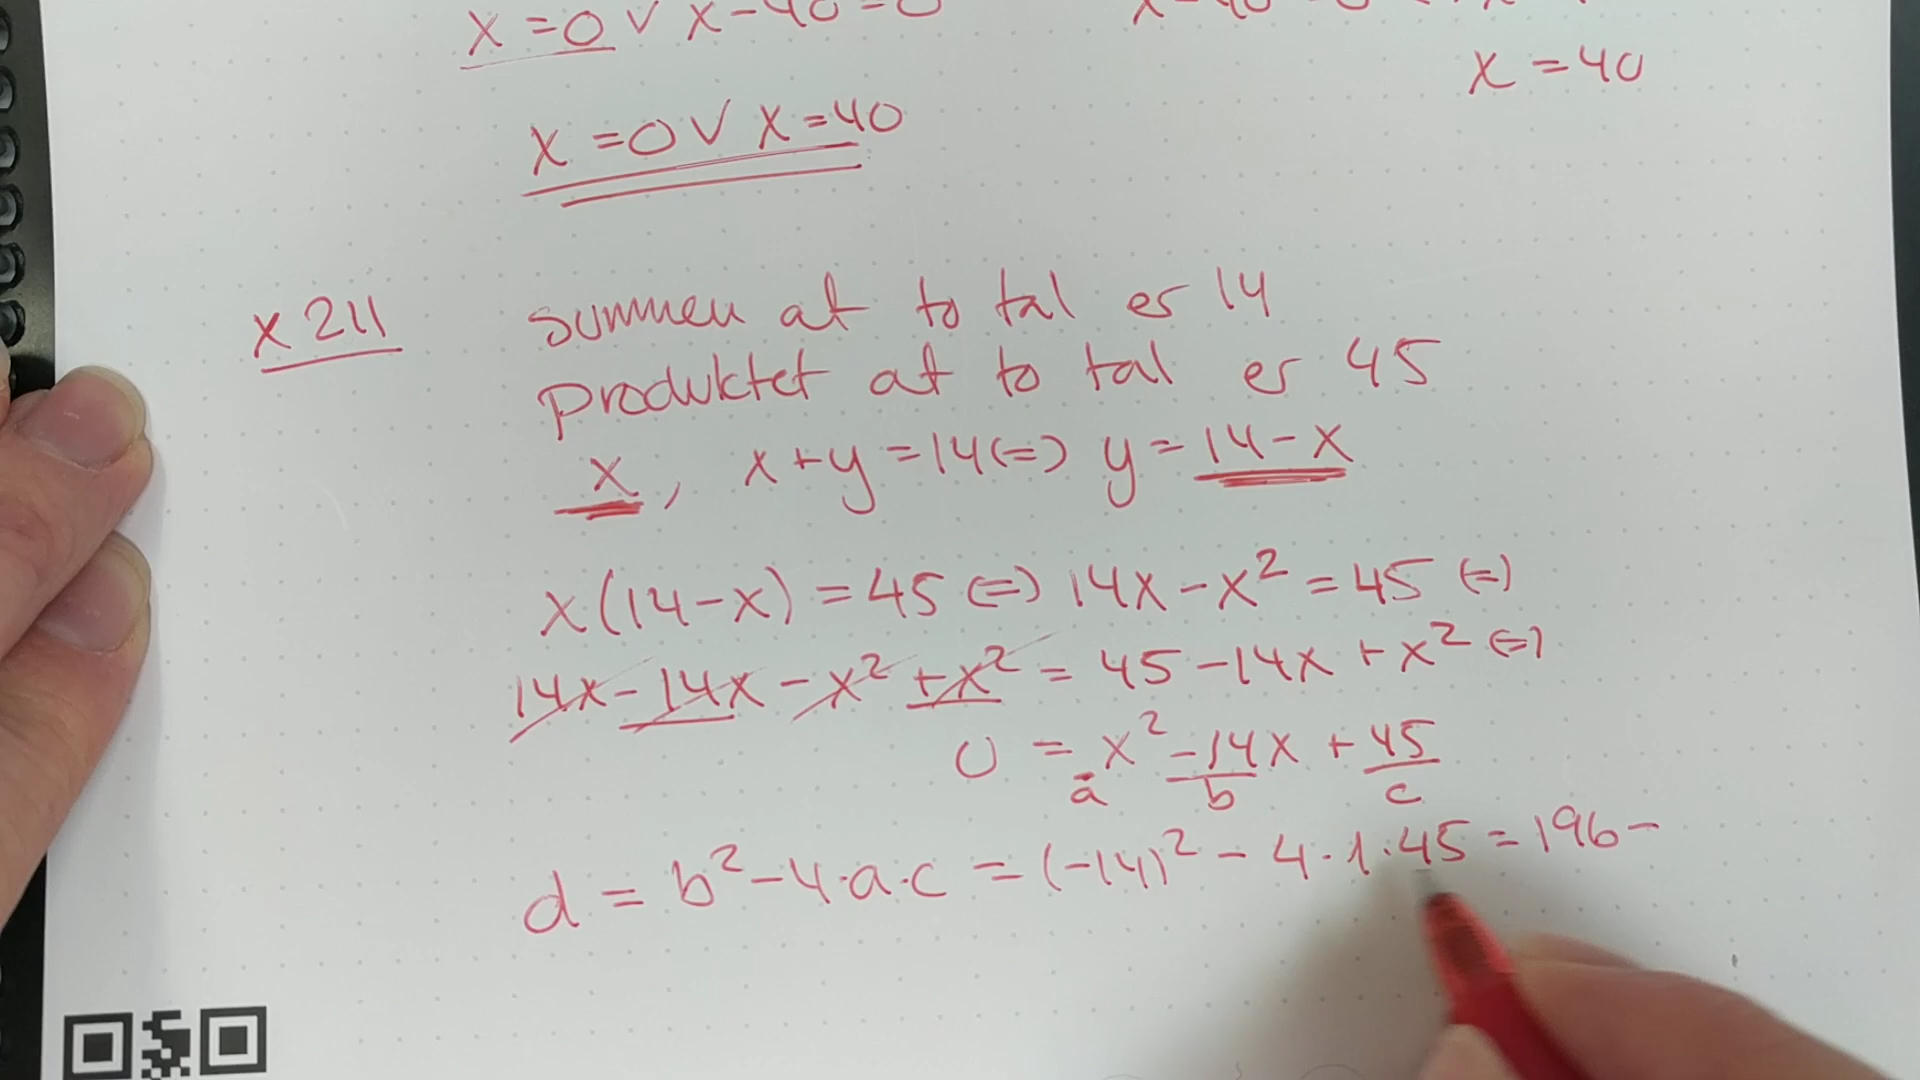 x = 0 ∨ x - 40 = 0
x = 40
x = 0 ∨ x = 40
x 211
summen af to tal er 14
produktet af to tal er 45
x, x + y = 14 (=) y = 14 - x
x(14 - x) = 45 (=) 14x - x² = 45 (=)
14x - 14x - x² + x² = 45 - 14x + x² (=)
0 = x² - 14x + 45
a b c
d = b² - 4·a·c = (-14)² - 4·1·45 = 196 -